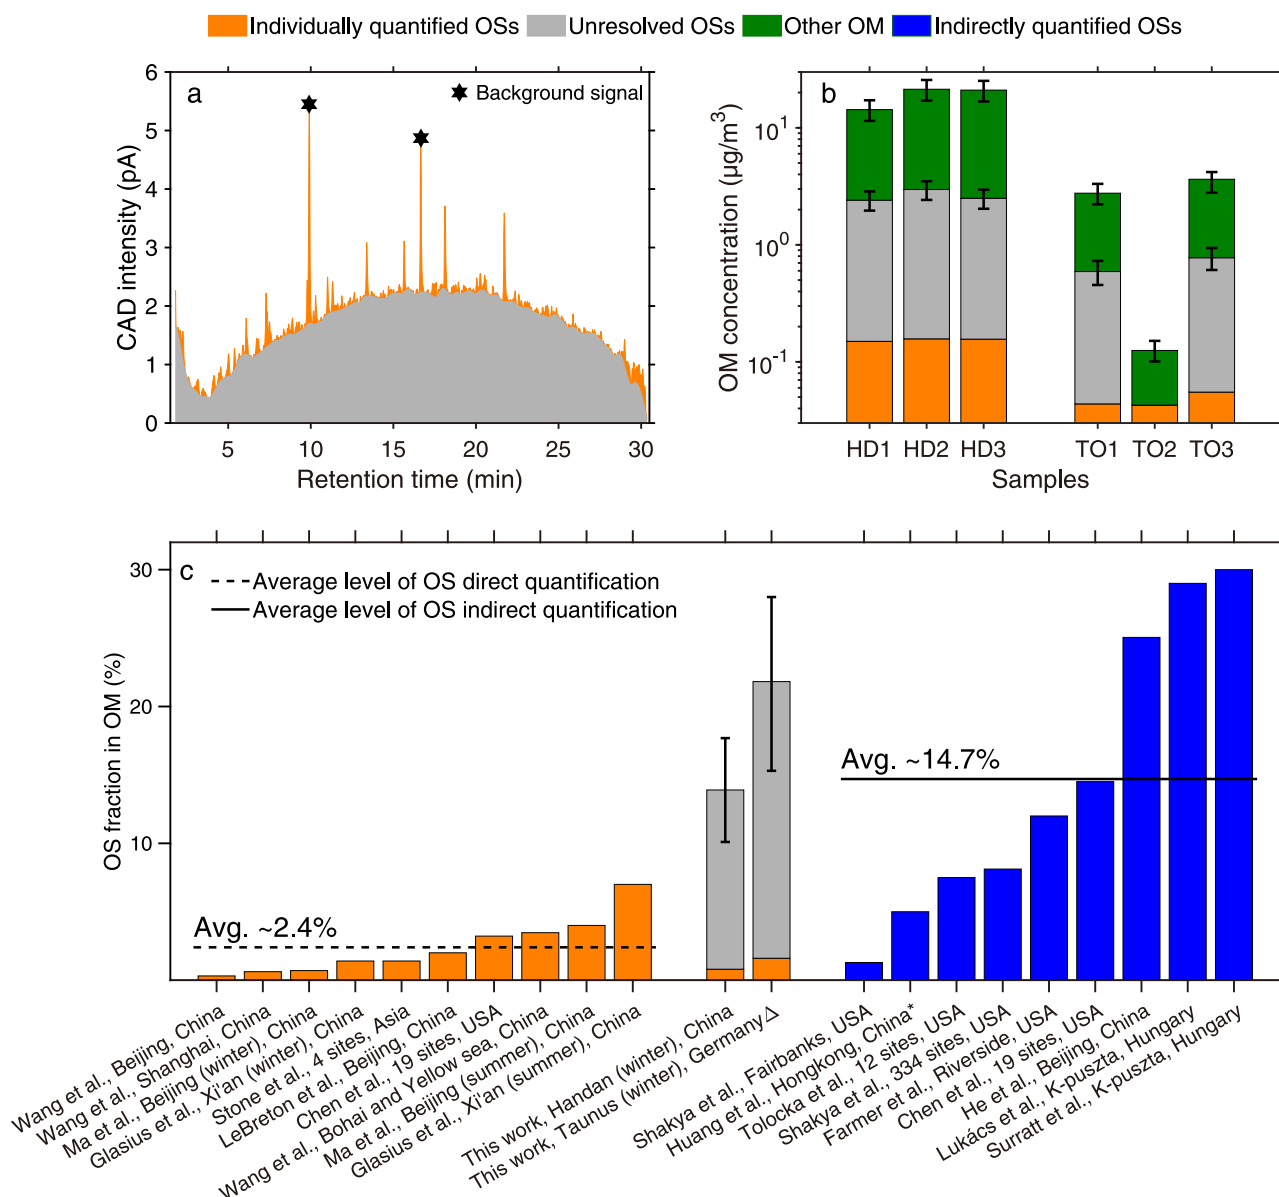 Individually quantified OSs Unresolved OSs Other OM Indirectly quantified OSs
a
Background signal
CAD intensity (pA)
6
5
4
3
2
1
0
5 10 15 20 25 30
Retention time (min)
b
OM concentration (μg/m³)
10¹
10⁰
10⁻¹
HD1 HD2 HD3 TO1 TO2 TO3
Samples
c
Average level of OS direct quantification
Average level of OS indirect quantification
OS fraction in OM (%)
30
20
10
Avg. ~2.4%
Avg. ~14.7%
Wang et al., Beijing, China
Wang et al., Shanghai, China
Ma et al., Beijing (winter), China
Glasius et al., Xi'an (winter), China
Stone et al., 4 sites, Asia
LeBreton et al., Beijing, China
Chen et al., 19 sites, USA
Wang et al., Bohai and Yellow sea, China
Ma et al., Beijing (summer), China
Glasius et al., Xi'an (summer), China
This work, Handan (winter), China
This work, Taunus (winter), Germany Δ
Shakya et al., Fairbanks, USA
Huang et al., Hongkong, China*
Tolocka et al., 12 sites, USA
Shakya et al., 334 sites, USA
Farmer et al., Riverside, USA
Chen et al., 19 sites, USA
He et al., Beijing, China
Lukács et al., K-puszta, Hungary
Surratt et al., K-puszta, Hungary